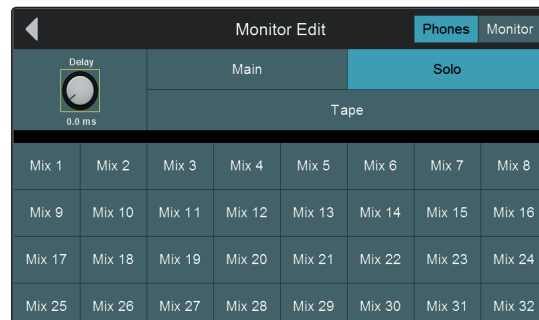 Monitor Edit Phones Monitor
Delay Main Solo
0.0 ms Tape
Mix 1 Mix 2 Mix 3 Mix 4 Mix 5 Mix 6 Mix 7 Mix 8
Mix 9 Mix 10 Mix 11 Mix 12 Mix 13 Mix 14 Mix 15 Mix 16
Mix 17 Mix 18 Mix 19 Mix 20 Mix 21 Mix 22 Mix 23 Mix 24
Mix 25 Mix 26 Mix 27 Mix 28 Mix 29 Mix 30 Mix 31 Mix 32